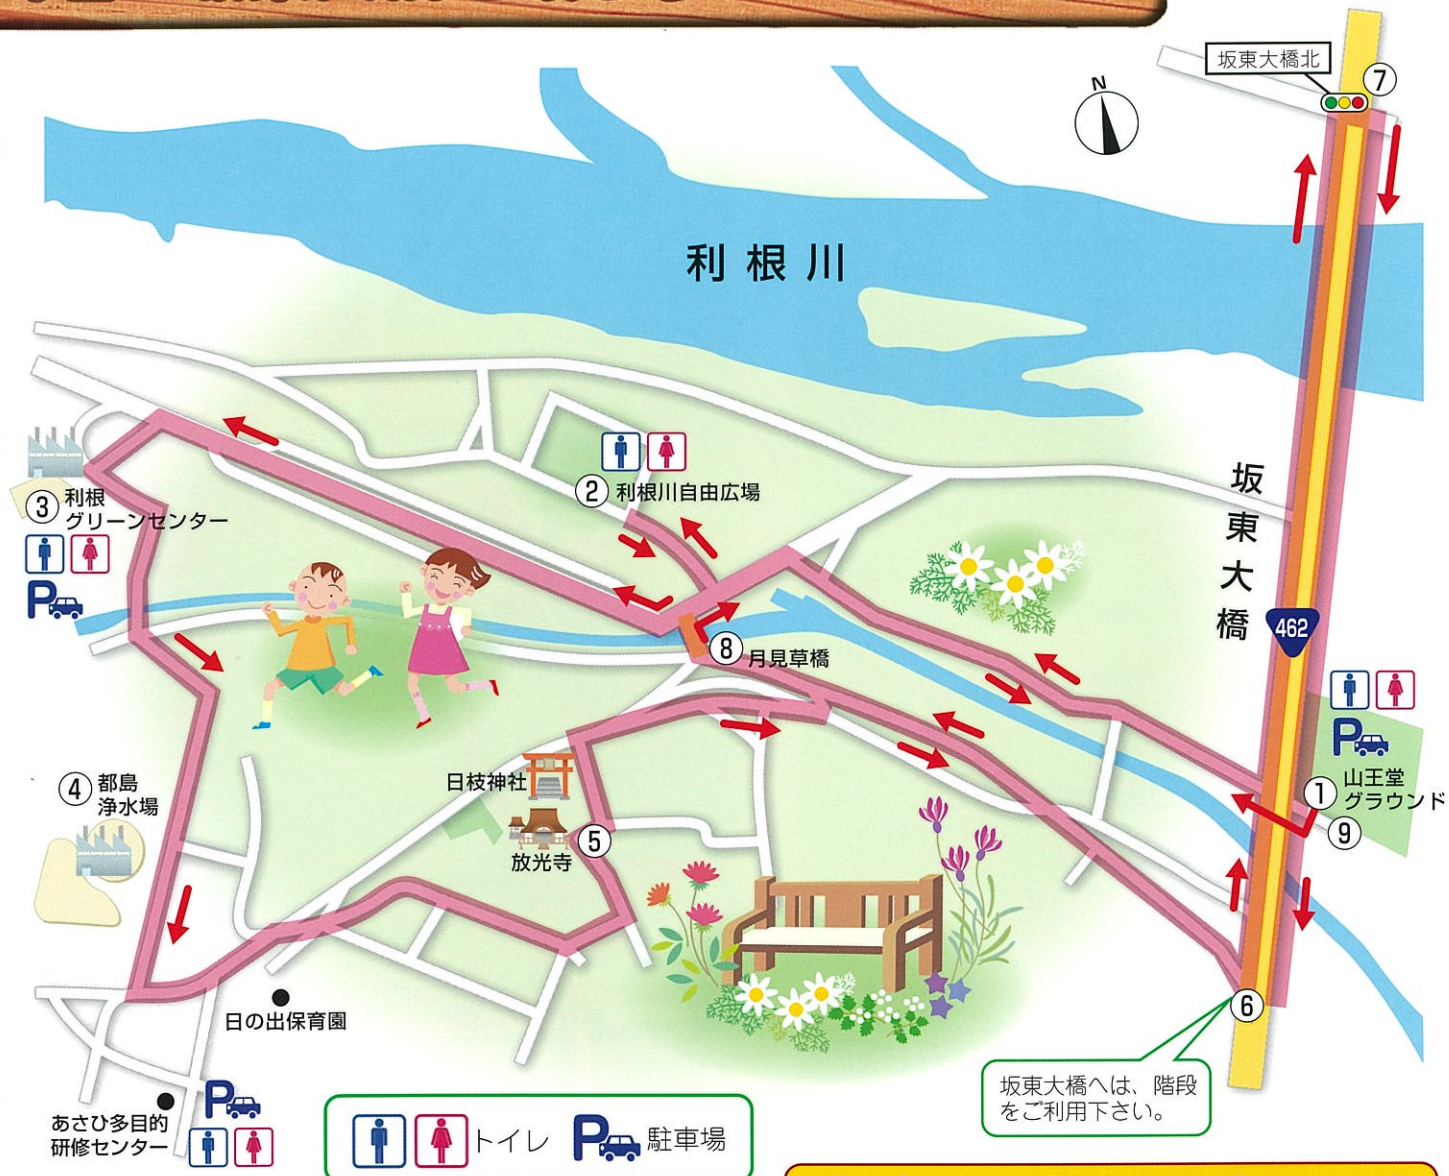 坂東大橋北
⑦
N
利根川
坂東大橋
462
② 利根川自由広場
③ 利根
グリーンセンター
P
⑧ 月見草橋
P
① 山王堂
グラウンド
⑨
④ 都島
浄水場
日枝神社
⑤
放光寺
日の出保育園
⑥
坂東大橋へは、階段
をご利用下さい。
あさひ多目的
研修センター
P
トイレ P 駐車場